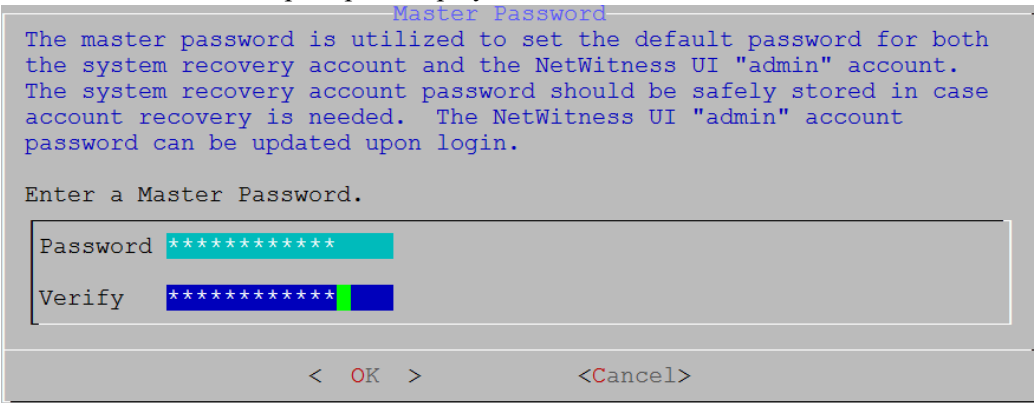 Master Password
The master password is utilized to set the default password for both
the system recovery account and the NetWitness UI "admin" account.
The system recovery account password should be safely stored in case
account recovery is needed.  The NetWitness UI "admin" account
password can be updated upon login.
Enter a Master Password.
Password ************
Verify ************
< OK > <Cancel>